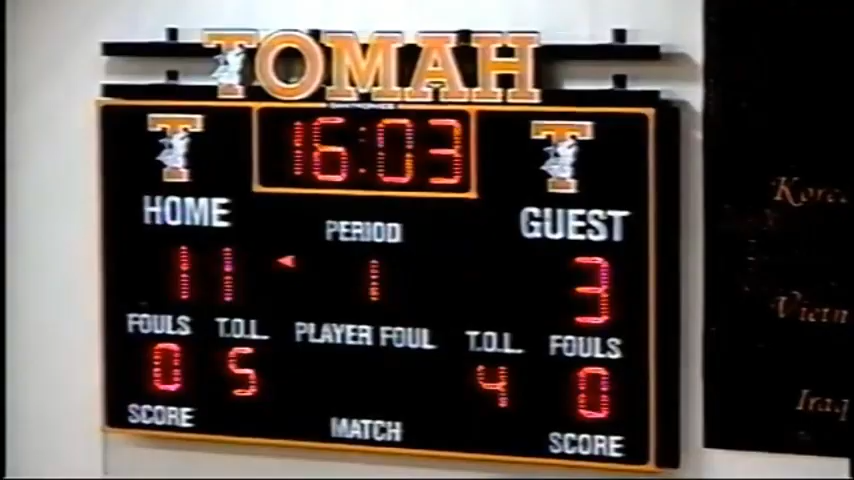 TOMAH
T 16:03 T
HOME PERIOD GUEST
11 1 3
FOULS T.O.L. PLAYER FOUL T.O.L. FOULS
0 5 4 0
SCORE MATCH SCORE
Korea
Vietn
Iraq